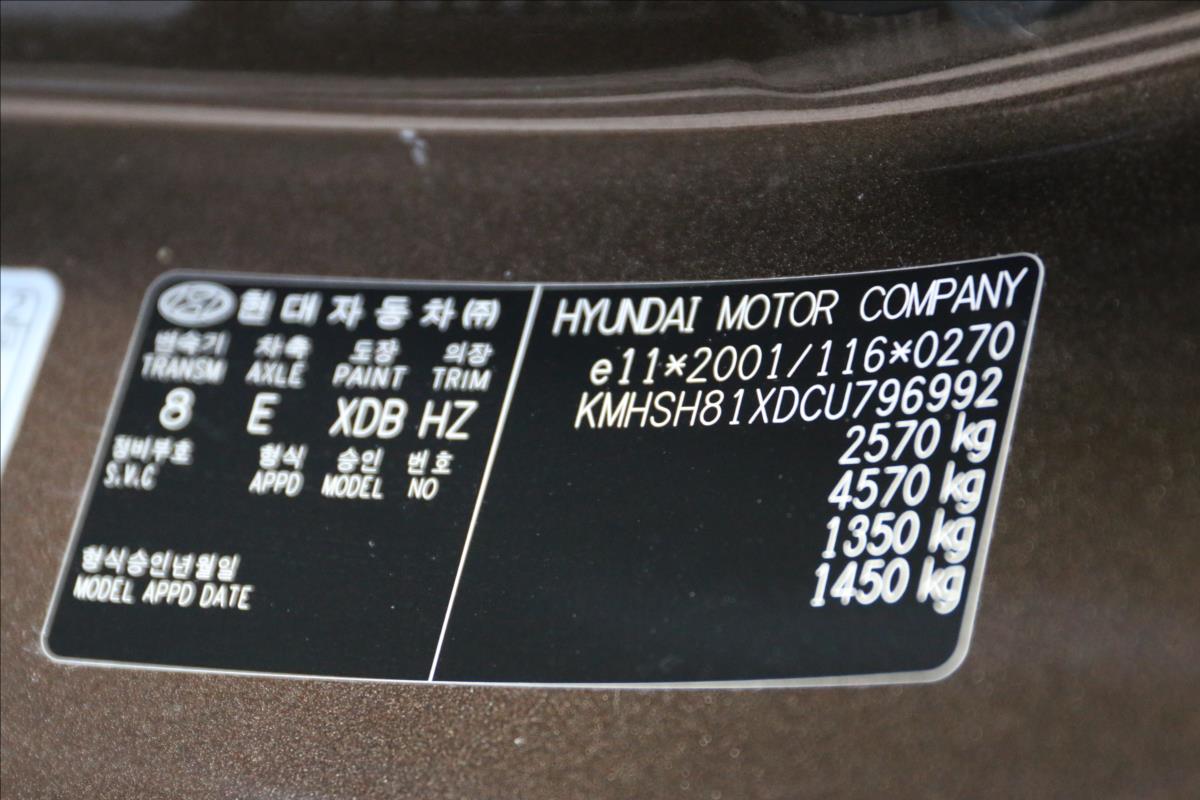 현대자동차(주)
변속기 차축 도장 의장
TRANSM AXLE PAINT TRIM
8 E XDB HZ
정비부호 형식 승인 번호
S.V.C APPD MODEL NO
형식승인년월일
MODEL APPD DATE
HYUNDAI MOTOR COMPANY
e11*2001/116*0270
KMHSH81XDCU796992
2570 kg
4570 kg
1350 kg
1450 kg
2